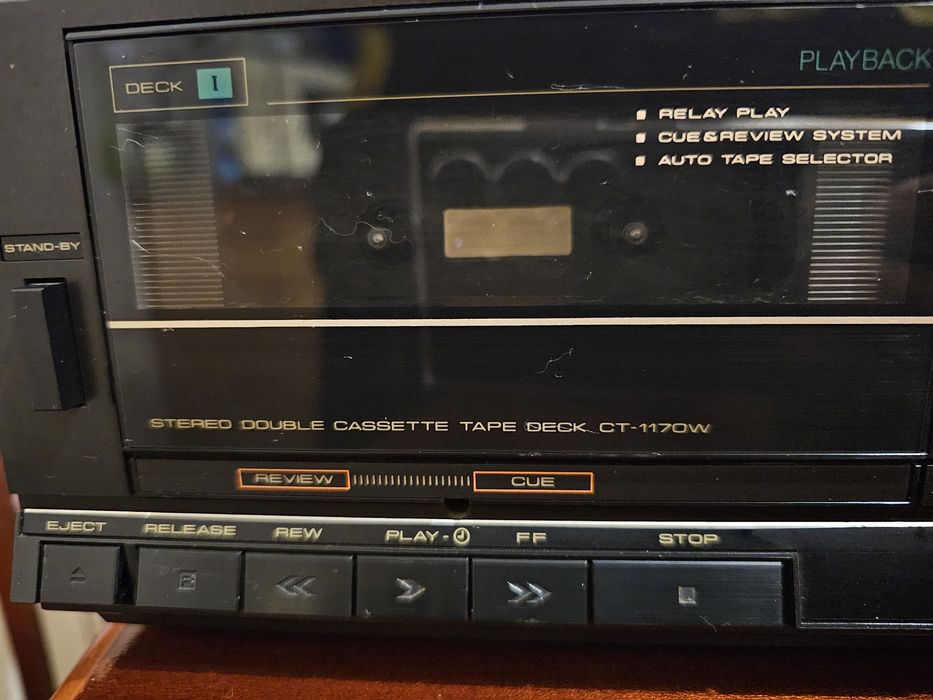 DECK I
PLAYBACK
RELAY PLAY
CUE&REVIEW SYSTEM
AUTO TAPE SELECTOR
STAND-BY
STEREO DOUBLE CASSETTE TAPE DECK CT-1170W
REVIEW CUE
EJECT RELEASE REW PLAY- FF STOP
R